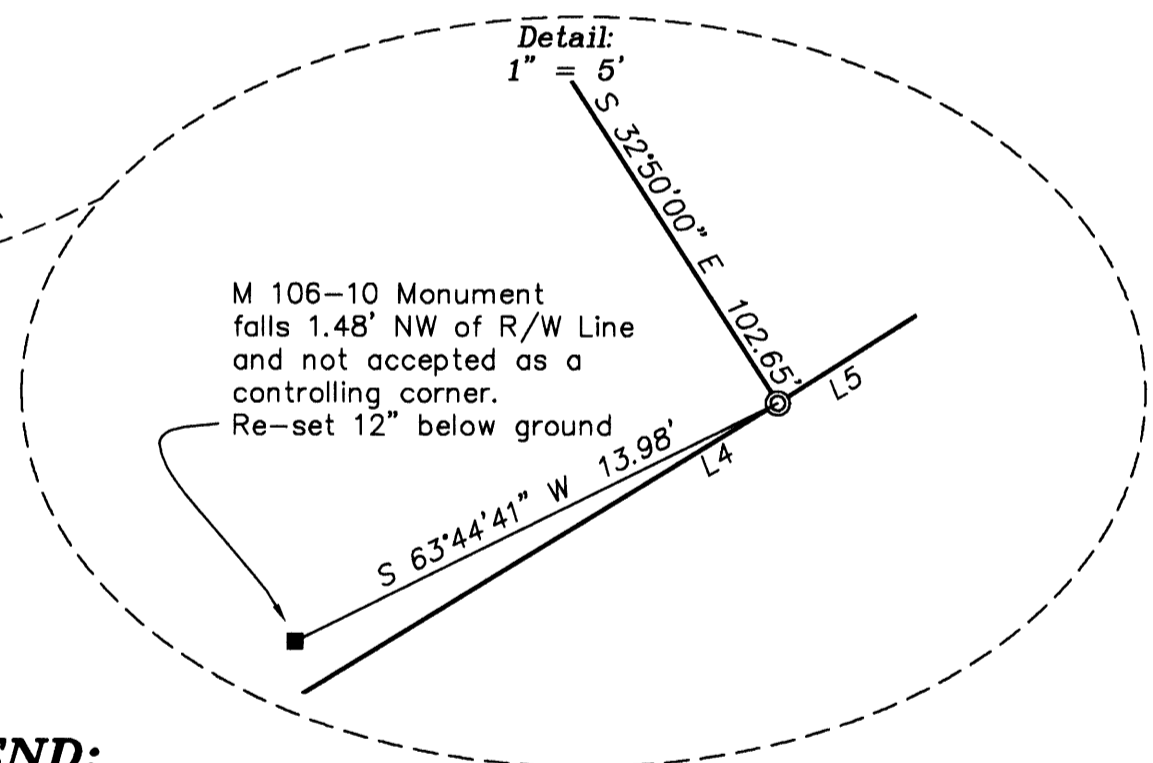 Detail:
1" = 5'
S 32°50'00" E 102.65'
M 106-10 Monument
falls 1.48' NW of R/W Line
and not accepted as a
controlling corner.
Re-set 12" below ground
L5
L4
S 63°44'41" W 13.98'
END: